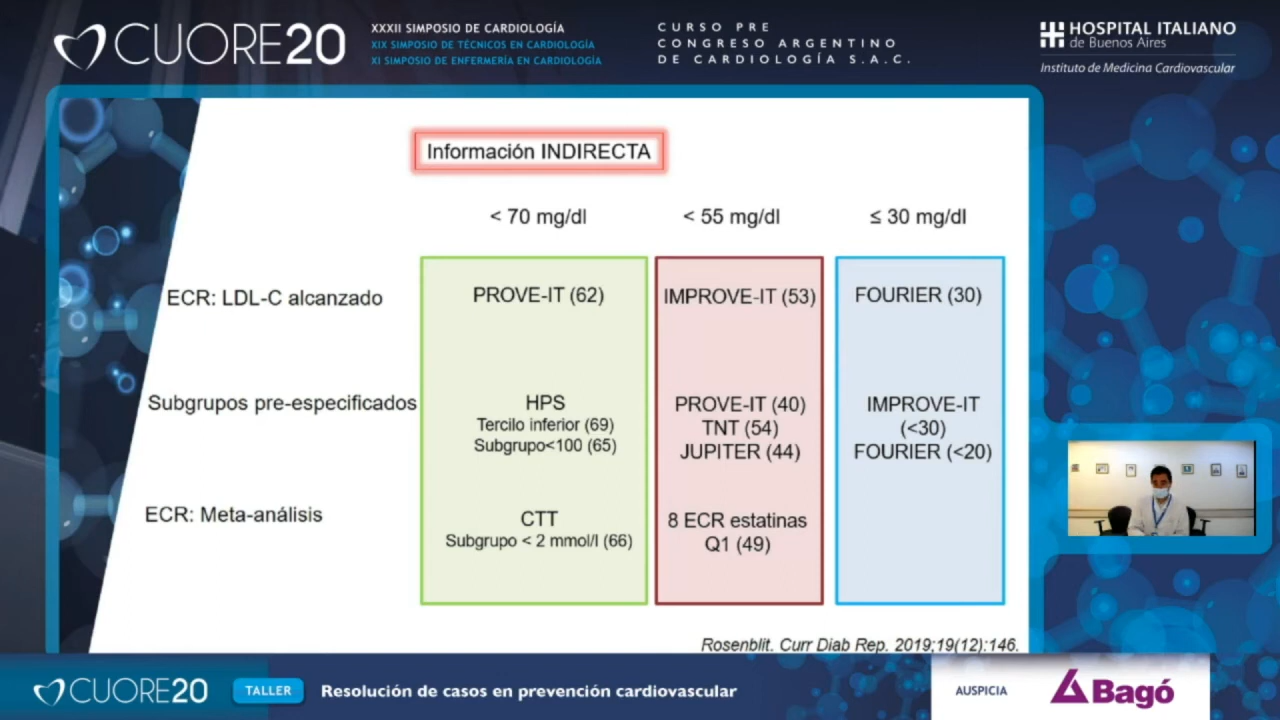 CUORE20
XXXII SIMPOSIO DE CARDIOLOGÍA
XIX SIMPOSIO DE TÉCNICOS EN CARDIOLOGÍA
XI SIMPOSIO DE ENFERMERÍA EN CARDIOLOGÍA
CURSO PRE
CONGRESO ARGENTINO
DE CARDIOLOGÍA S.A.C.
HOSPITAL ITALIANO
de Buenos Aires
Instituto de Medicina Cardiovascular
Información INDIRECTA
< 70 mg/dl
< 55 mg/dl
≤ 30 mg/dl
ECR: LDL-C alcanzado
PROVE-IT (62)
IMPROVE-IT (53)
FOURIER (30)
Subgrupos pre-especificados
HPS
Tercilo inferior (69)
Subgrupo<100 (65)
PROVE-IT (40)
TNT (54)
JUPITER (44)
IMPROVE-IT
(<30)
FOURIER (<20)
ECR: Meta-análisis
CTT
Subgrupo < 2 mmol/l (66)
8 ECR estatinas
Q1 (49)
Rosenblit. Curr Diab Rep. 2019;19(12):146.
CUORE20
TALLER
Resolución de casos en prevención cardiovascular
AUSPICIA
Bagó